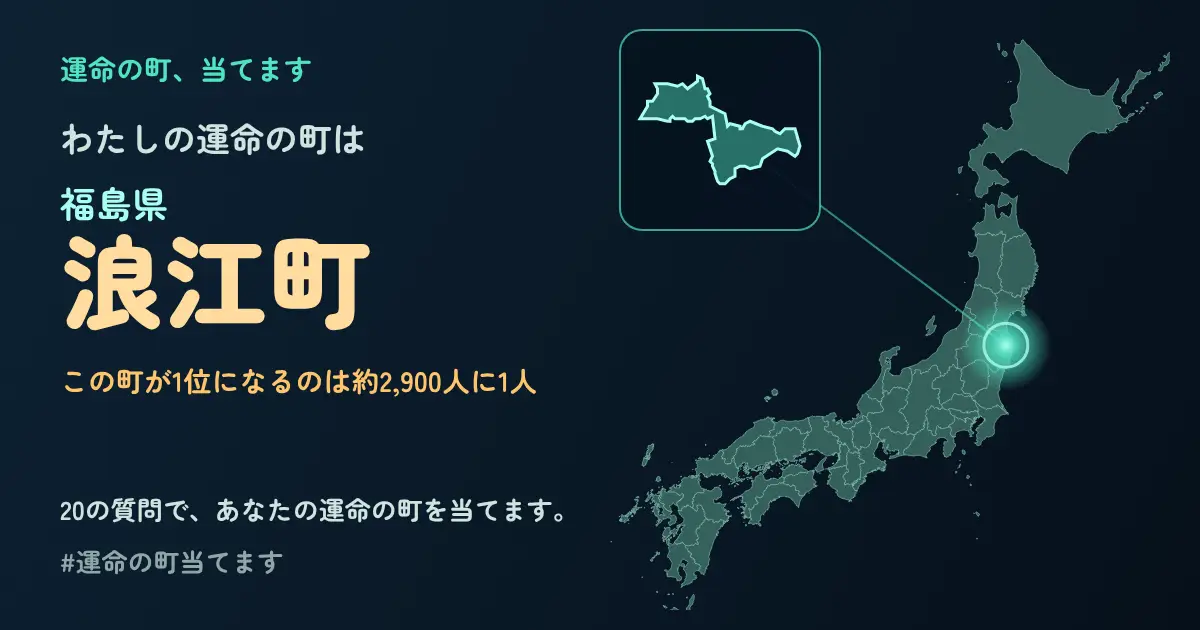 運命の町、当てます
わたしの運命の町は
福島県
浪江町
この町が1位になるのは約2,900人に1人
20の質問で、あなたの運命の町を当てます。
#運命の町当てます